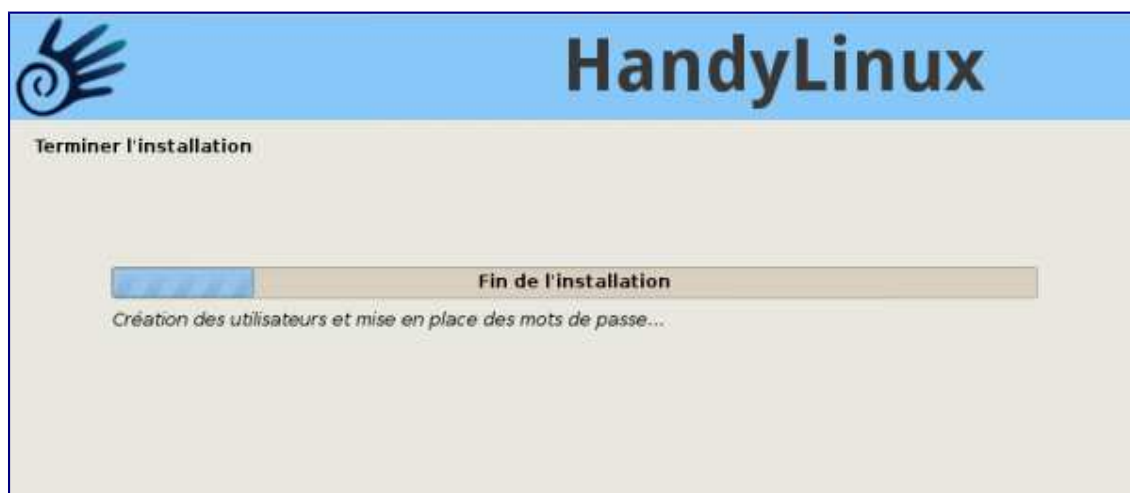 HandyLinux
Terminer l'installation
Fin de l'installation
Création des utilisateurs et mise en place des mots de passe...